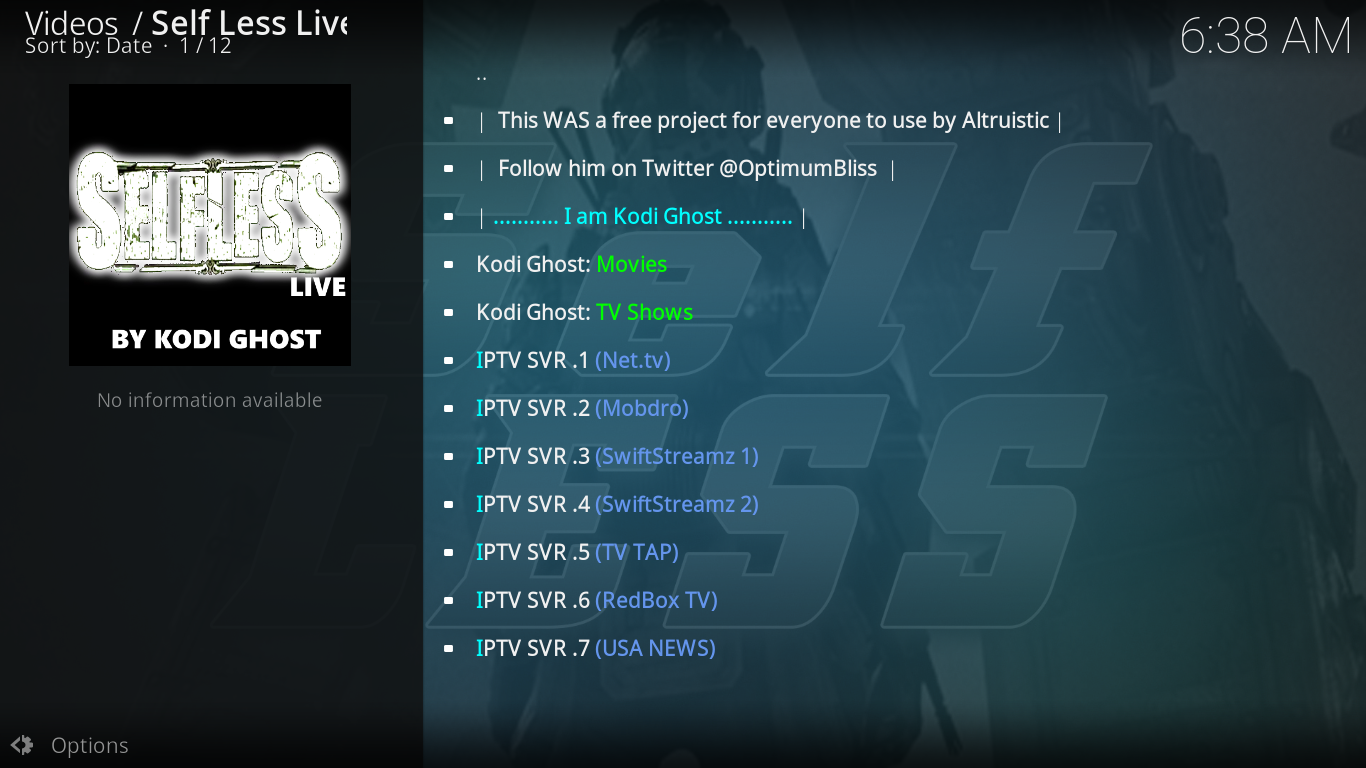 Videos / Self Less Live
Sort by: Date · 1 / 12
6:38 AM
SELFLESS
LIVE
BY KODI GHOST
No information available
..
| This WAS a free project for everyone to use by Altruistic |
| Follow him on Twitter @OptimumBliss |
| ........... I am Kodi Ghost ........... |
Kodi Ghost: Movies
Kodi Ghost: TV Shows
IPTV SVR .1 (Net.tv)
IPTV SVR .2 (Mobdro)
IPTV SVR .3 (SwiftStreamz 1)
IPTV SVR .4 (SwiftStreamz 2)
IPTV SVR .5 (TV TAP)
IPTV SVR .6 (RedBox TV)
IPTV SVR .7 (USA NEWS)
Self
Less
Options